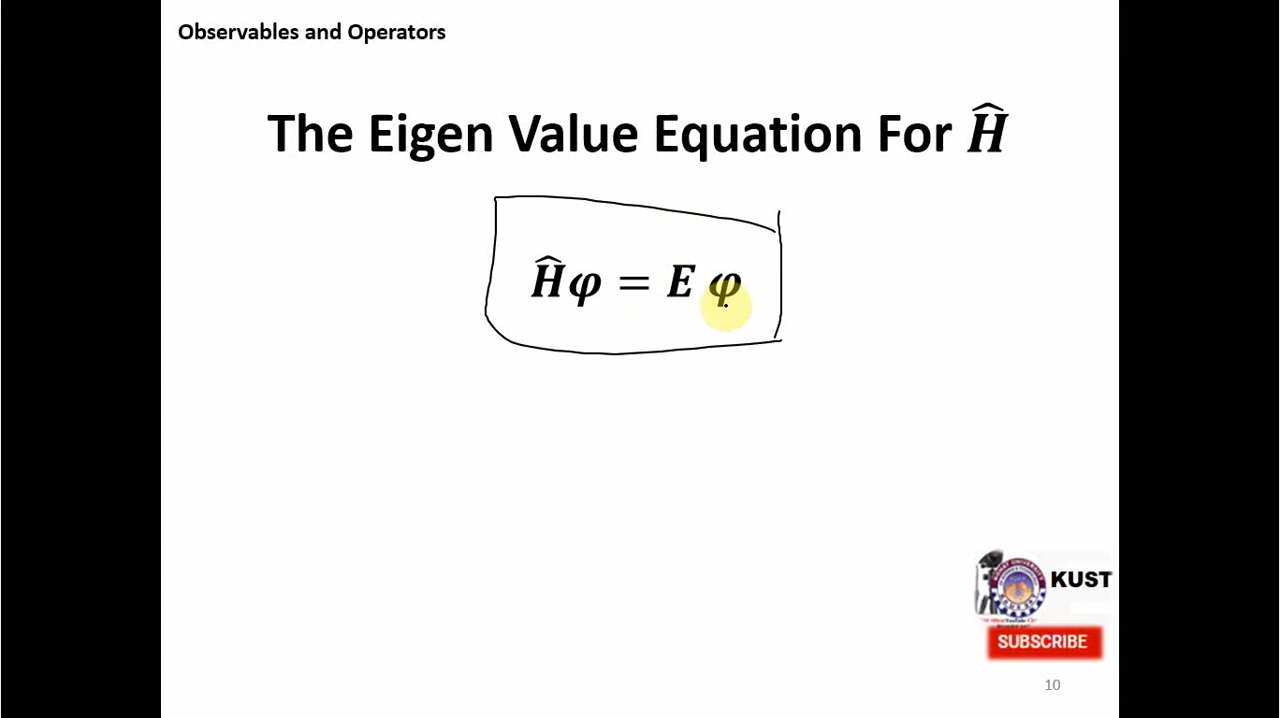 Observables and Operators
The Eigen Value Equation For Ĥ
Ĥφ = E φ
KUST
SUBSCRIBE
10